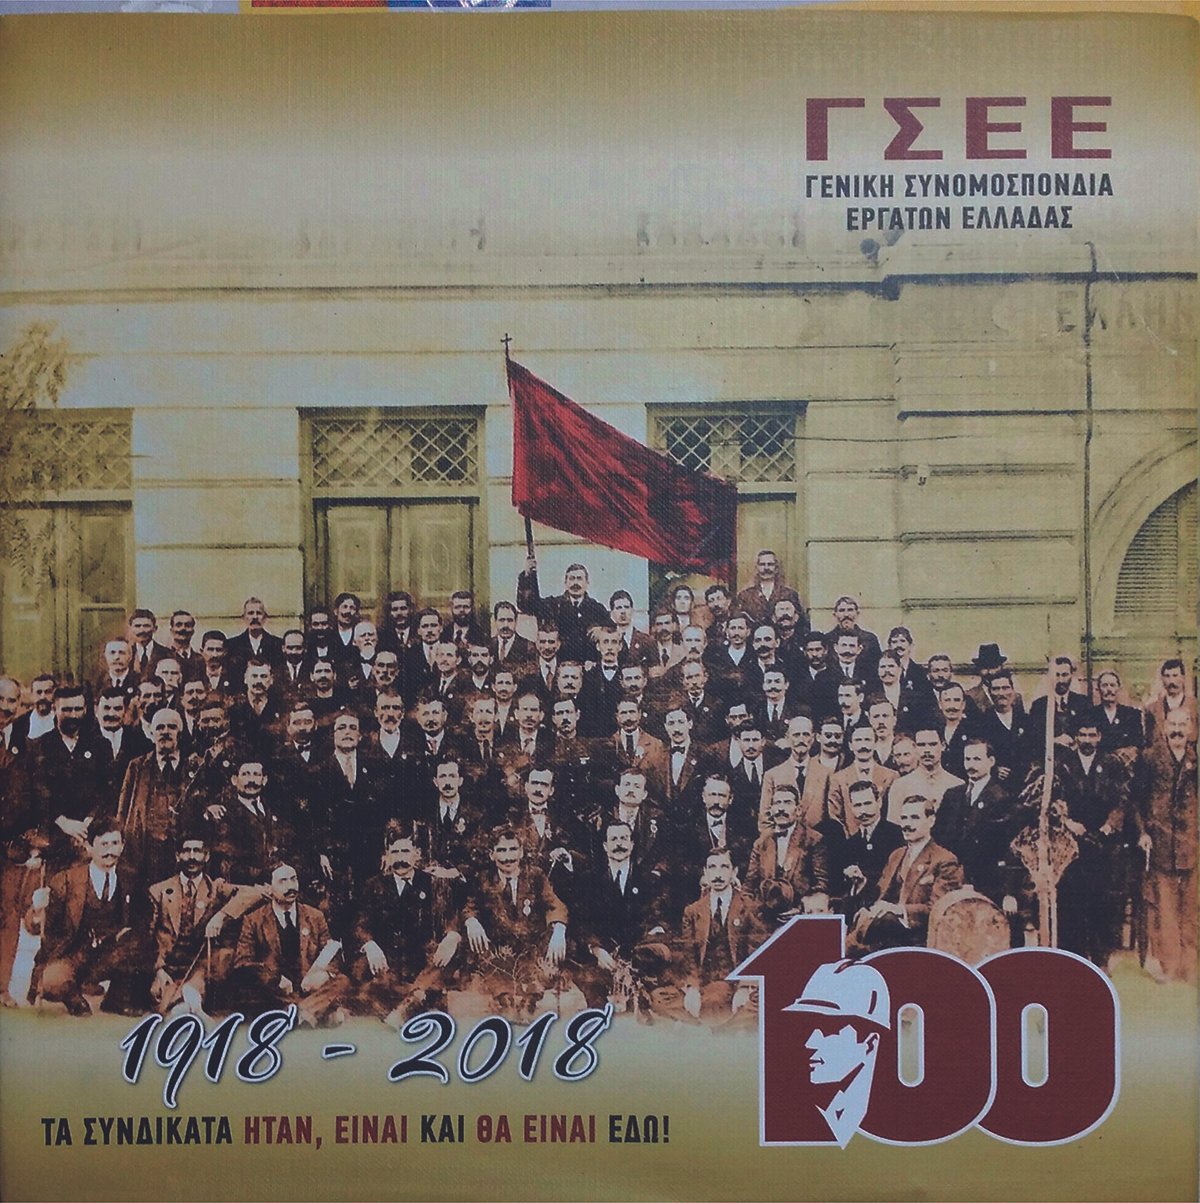 ΓΣΕΕ
ΓΕΝΙΚΗ ΣΥΝΟΜΟΣΠΟΝΔΙΑ
ΕΡΓΑΤΩΝ ΕΛΛΑΔΑΣ
100
1918 - 2018
ΤΑ ΣΥΝΔΙΚΑΤΑ ΗΤΑΝ, ΕΙΝΑΙ ΚΑΙ ΘΑ ΕΙΝΑΙ ΕΔΩ!